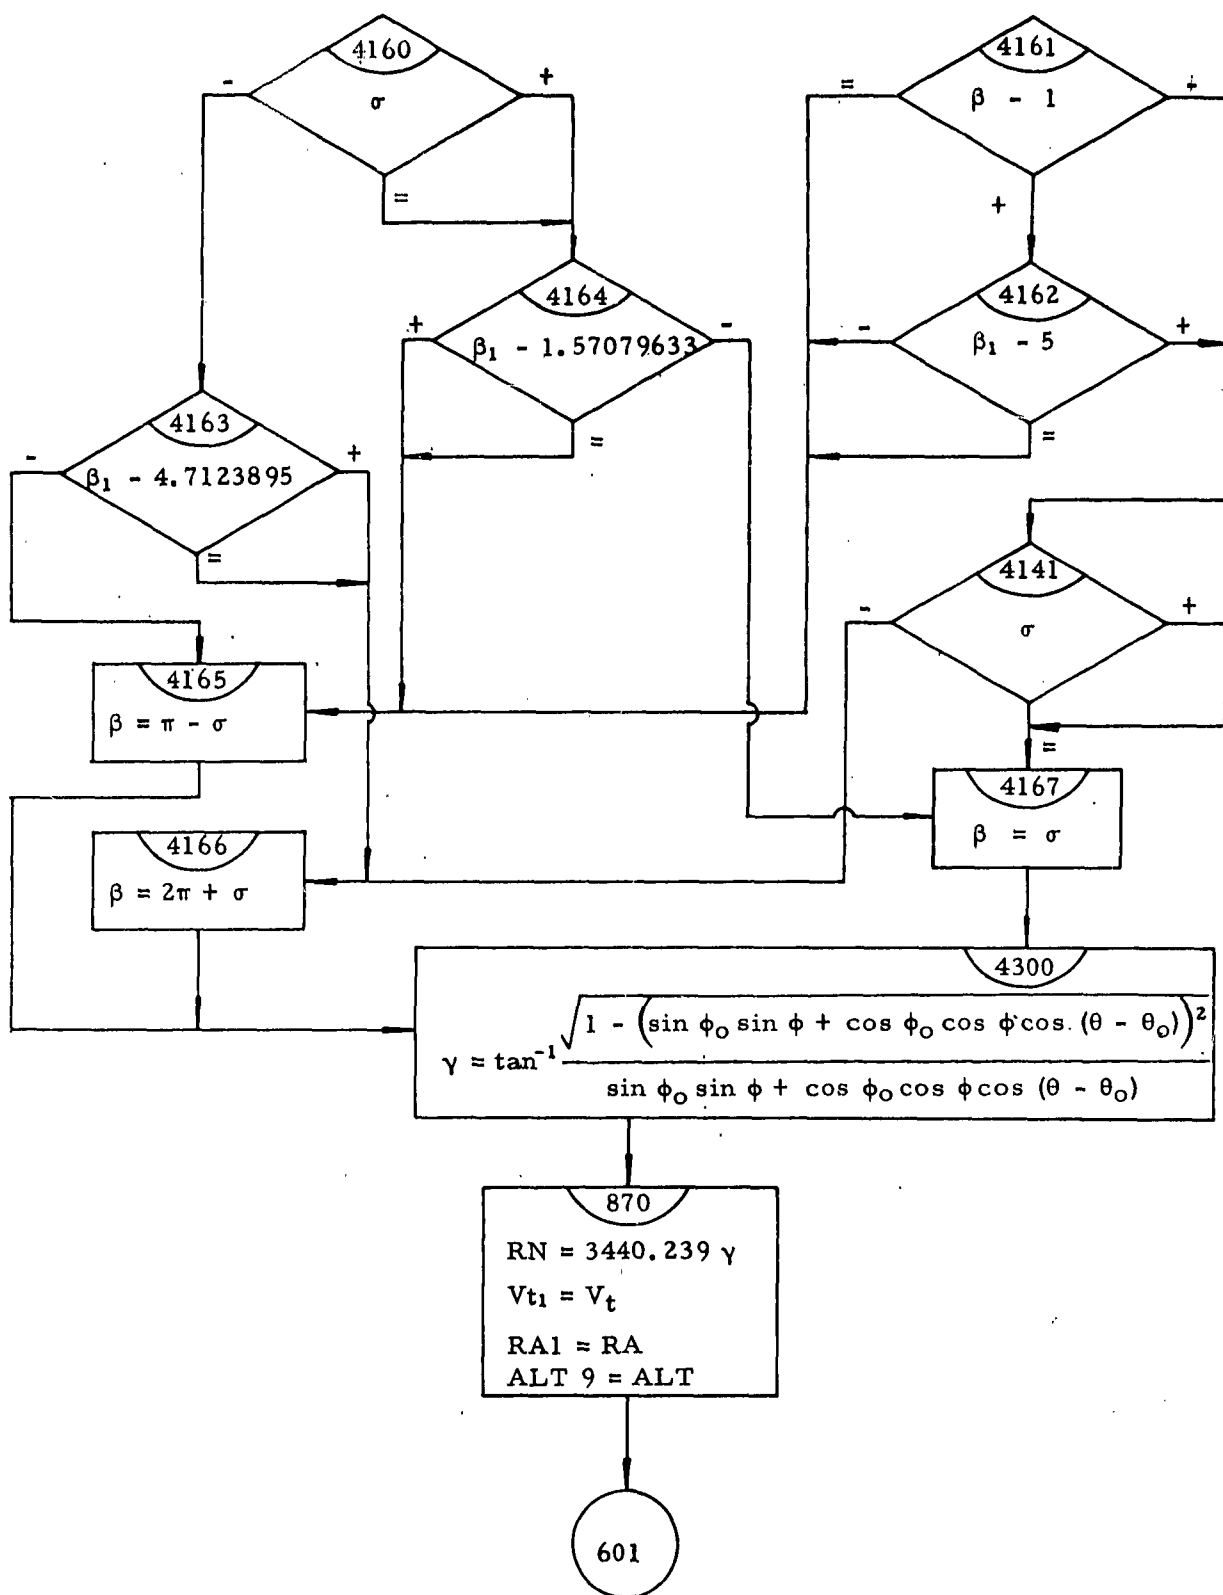 4160
-
σ
+
=
4161
=
β - 1
-
+
4164
+
β₁ - 1.57079633
-
=
4162
-
β₁ - 5
+
=
4163
-
β₁ - 4.7123895
+
=
4141
-
σ
+
=
4165
β = π - σ
4167
β = σ
4166
β = 2π + σ
4300
γ = tan⁻¹ √(1 - (sin φ₀ sin φ + cos φ₀ cos φ cos. (θ - θ₀))²)
sin φ₀ sin φ + cos φ₀ cos φ cos (θ - θ₀)
870
RN = 3440.239 γ
Vt₁ = Vₜ
RA1 = RA
ALT 9 = ALT
601